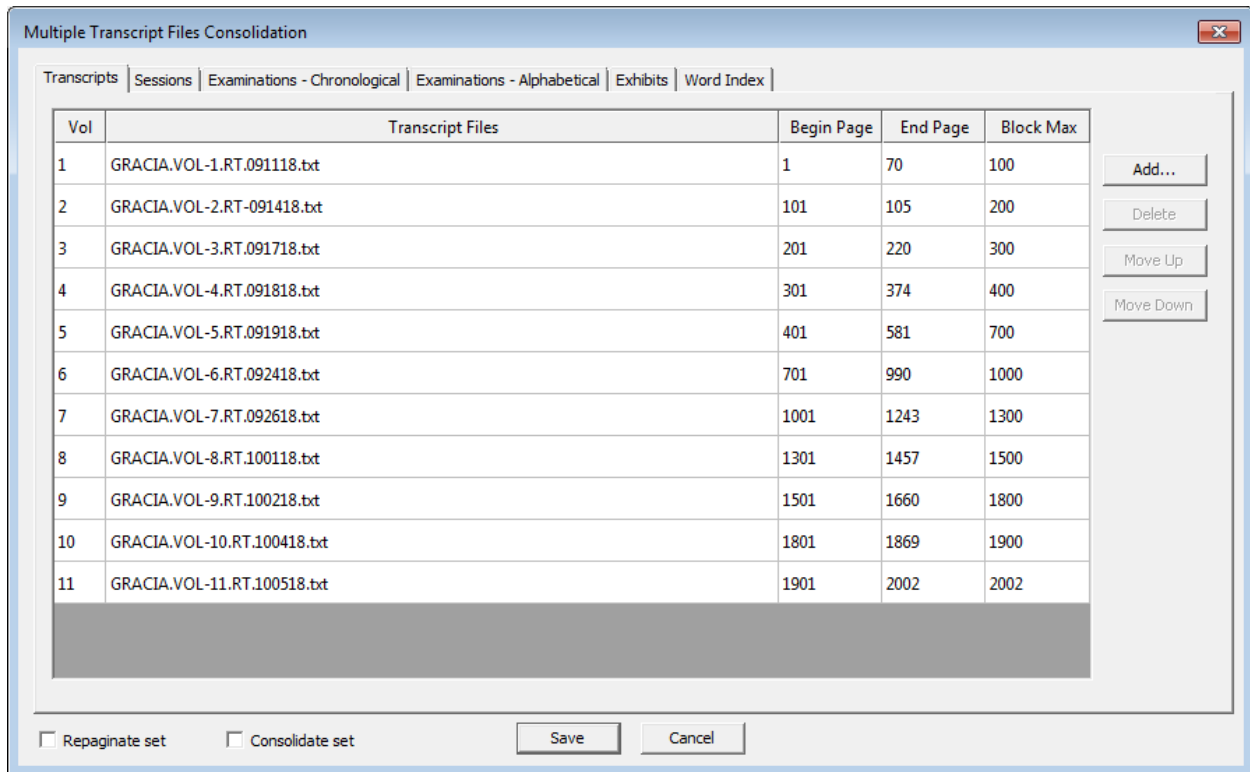 Multiple Transcript Files Consolidation
Transcripts Sessions Examinations - Chronological Examinations - Alphabetical Exhibits Word Index
Vol Transcript Files Begin Page End Page Block Max
1 GRACIA.VOL-1.RT.091118.txt 1 70 100
2 GRACIA.VOL-2.RT-091418.txt 101 105 200
3 GRACIA.VOL-3.RT.091718.txt 201 220 300
4 GRACIA.VOL-4.RT.091818.txt 301 374 400
5 GRACIA.VOL-5.RT.091918.txt 401 581 700
6 GRACIA.VOL-6.RT.092418.txt 701 990 1000
7 GRACIA.VOL-7.RT.092618.txt 1001 1243 1300
8 GRACIA.VOL-8.RT.100118.txt 1301 1457 1500
9 GRACIA.VOL-9.RT.100218.txt 1501 1660 1800
10 GRACIA.VOL-10.RT.100418.txt 1801 1869 1900
11 GRACIA.VOL-11.RT.100518.txt 1901 2002 2002
Add...
Delete
Move Up
Move Down
Repaginate set Consolidate set Save Cancel